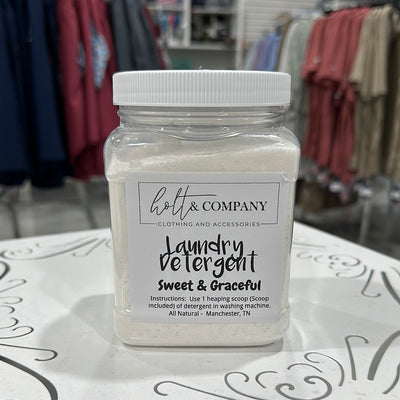 holt & COMPANY
CLOTHING AND ACCESSORIES
Laundry
Detergent
Sweet & Graceful
Instructions: Use 1 heaping scoop (Scoop
included) of detergent in washing machine.
All Natural - Manchester, TN